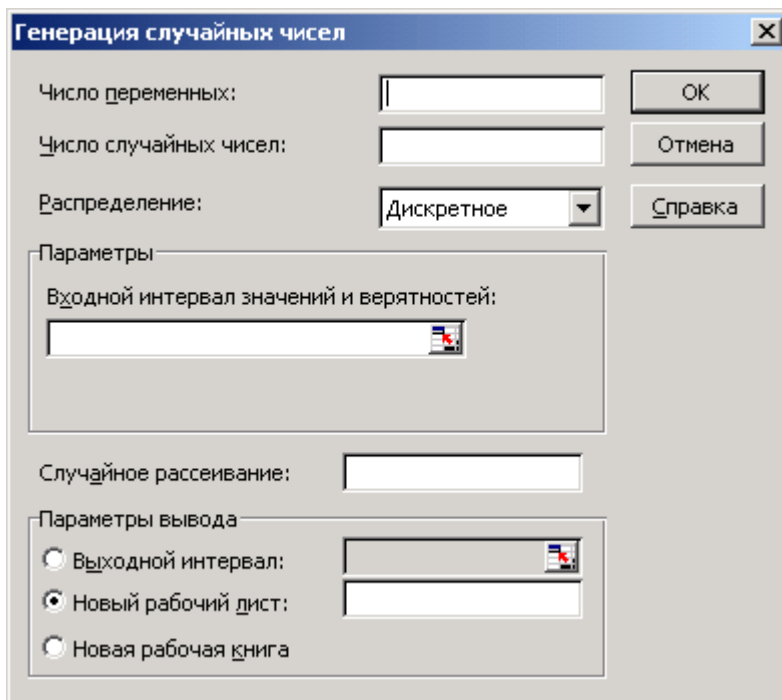 Генерация случайных чисел
Число переменных:
OK
Число случайных чисел:
Отмена
Распределение:
Дискретное
Справка
Параметры
Входной интервал значений и верятностей:
Случайное рассеивание:
Параметры вывода
Выходной интервал:
Новый рабочий лист:
Новая рабочая книга